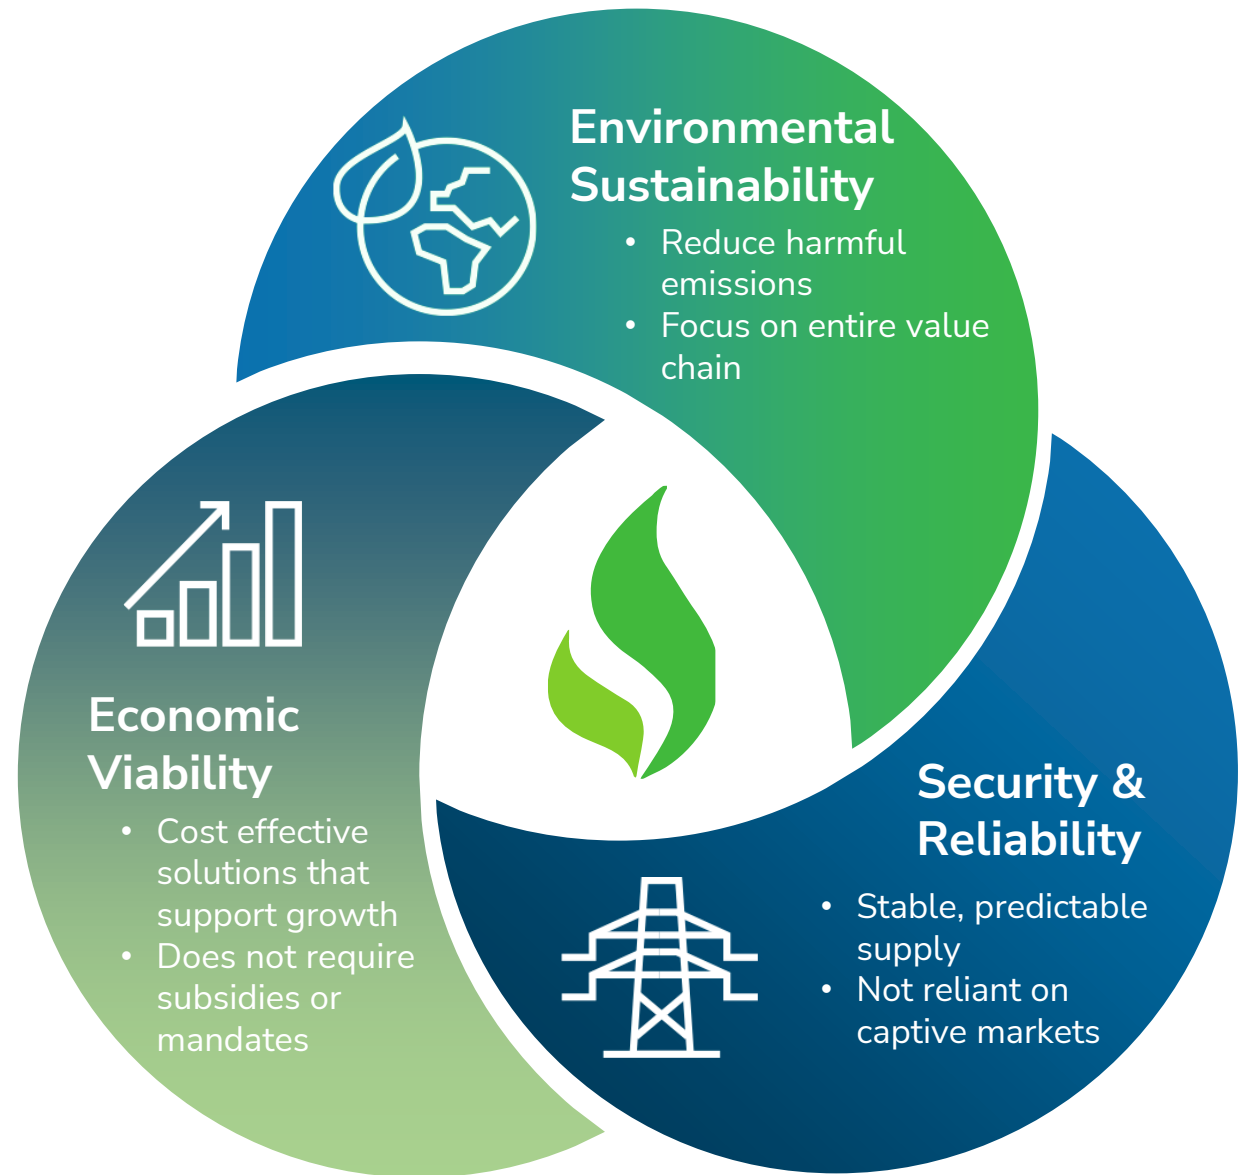 Environmental
Sustainability
• Reduce harmful
emissions
• Focus on entire value
chain
Economic
Viability
• Cost effective
solutions that
support growth
• Does not require
subsidies or
mandates
Security &
Reliability
• Stable, predictable
supply
• Not reliant on
captive markets